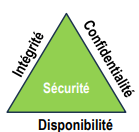 Intégrité
Confidentialité
Sécurité
Disponibilité